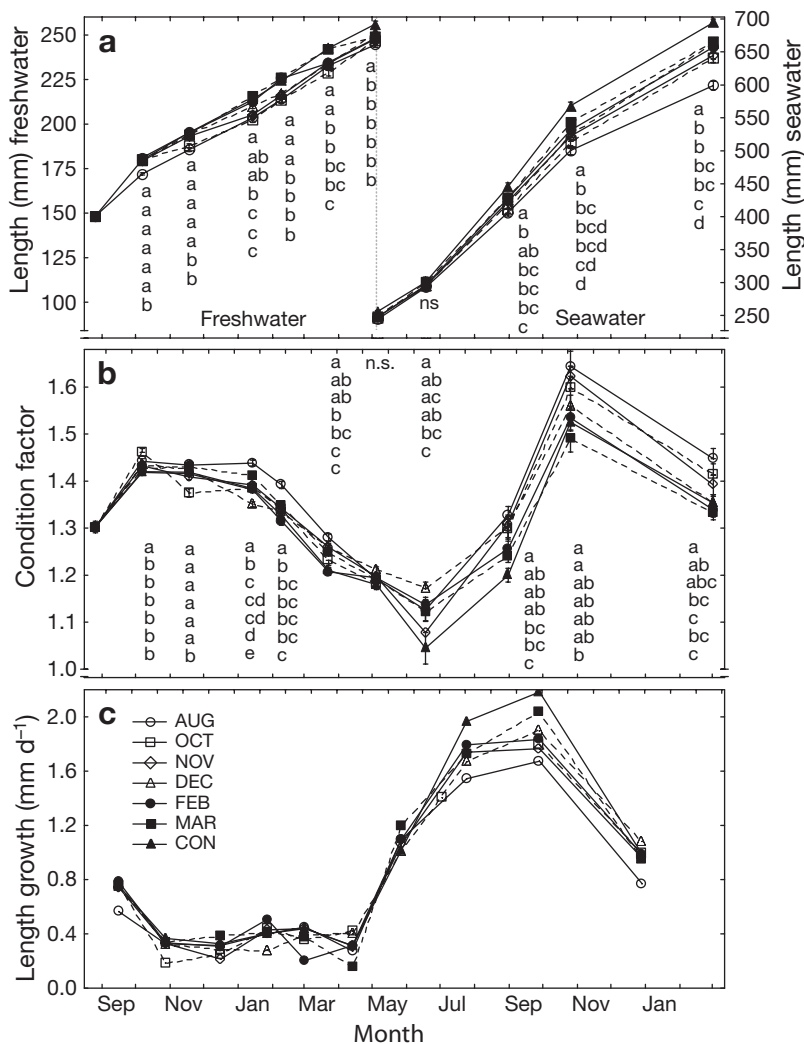 a
Length (mm) freshwater
250
225
200
175
150
100
Length (mm) seawater
700
650
600
550
500
450
400
350
300
250
a
a
a
a
a
a
b
a
a
a
a
a
b
b
a
ab
ab
b
c
c
c
a
a
a
b
b
b
b
a
a
b
b
bc
bc
c
a
b
b
b
b
b
b
ns
a
b
ab
bc
bc
bc
c
a
b
bc
bcd
bcd
cd
d
a
b
b
bc
bc
c
d
Freshwater
Seawater
b
Condition factor
1.6
1.5
1.4
1.3
1.2
1.1
1.0
a
ab
ab
b
bc
c
c
n.s.
a
ab
ac
ab
bc
c
c
a
b
b
b
b
b
b
a
a
a
a
a
a
b
a
b
c
cd
cd
d
e
a
b
bc
bc
bc
bc
c
a
ab
ab
ab
bc
bc
c
a
a
ab
ab
ab
ab
b
a
ab
abc
bc
c
bc
c
c
Length growth (mm d⁻¹)
2.0
1.6
1.2
0.8
0.4
0.0
AUG
OCT
NOV
DEC
FEB
MAR
CON
Sep Nov Jan Mar May Jul Sep Nov Jan
Month